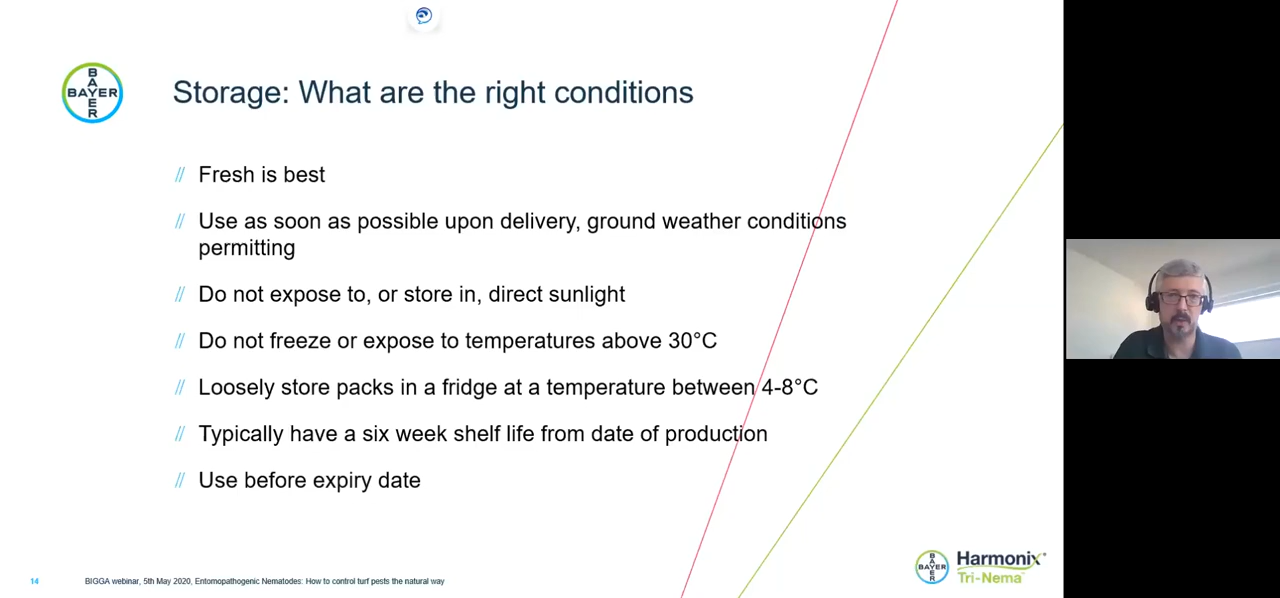 BAYER
BAYER
Storage: What are the right conditions
// Fresh is best
// Use as soon as possible upon delivery, ground weather conditions
permitting
// Do not expose to, or store in, direct sunlight
// Do not freeze or expose to temperatures above 30°C
// Loosely store packs in a fridge at a temperature between 4-8°C
// Typically have a six week shelf life from date of production
// Use before expiry date
14 BIGGA webinar, 5th May 2020, Entomopathogenic Nematodes: How to control turf pests the natural way
BAYER
BAYER
Harmonix
Tri-Nema™